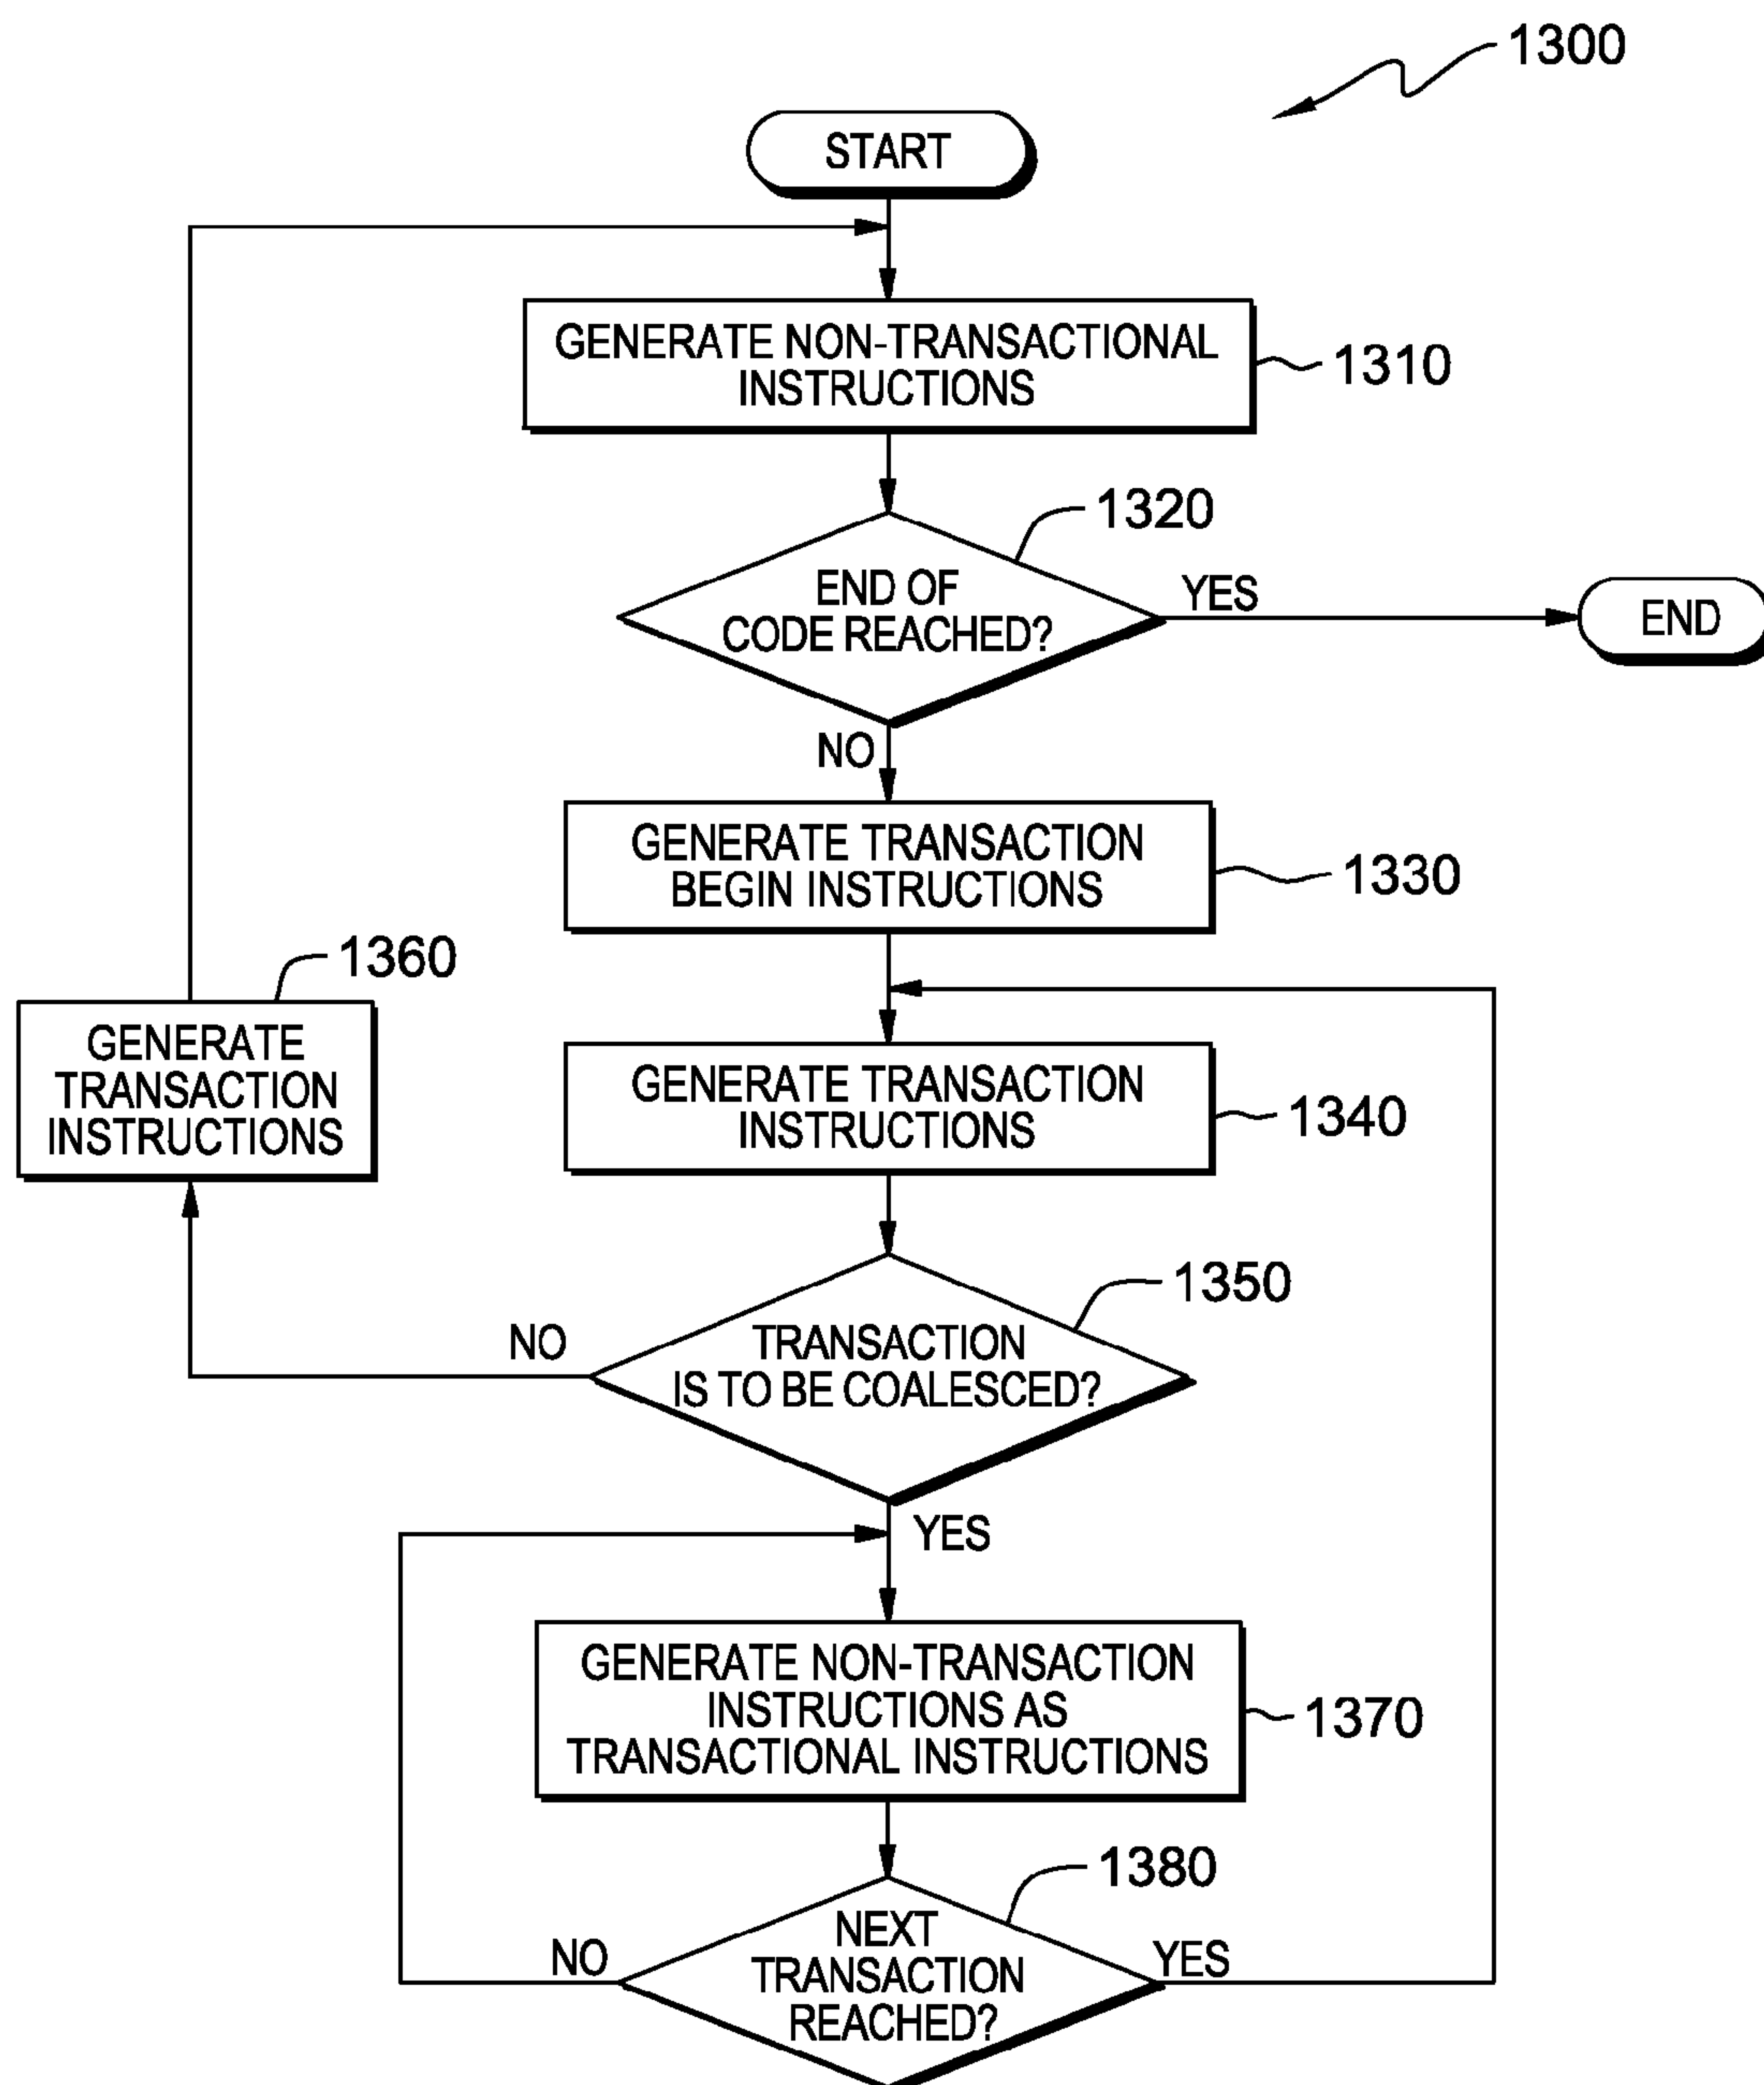 1300
START
GENERATE NON-TRANSACTIONAL
INSTRUCTIONS
1310
1320
END OF
CODE REACHED?
YES
END
NO
GENERATE TRANSACTION
BEGIN INSTRUCTIONS
1330
1360
GENERATE
TRANSACTION
INSTRUCTIONS
GENERATE TRANSACTION
INSTRUCTIONS
1340
1350
TRANSACTION
IS TO BE COALESCED?
NO
YES
GENERATE NON-TRANSACTION
INSTRUCTIONS AS
TRANSACTIONAL INSTRUCTIONS
1370
1380
NEXT
TRANSACTION
REACHED?
NO
YES